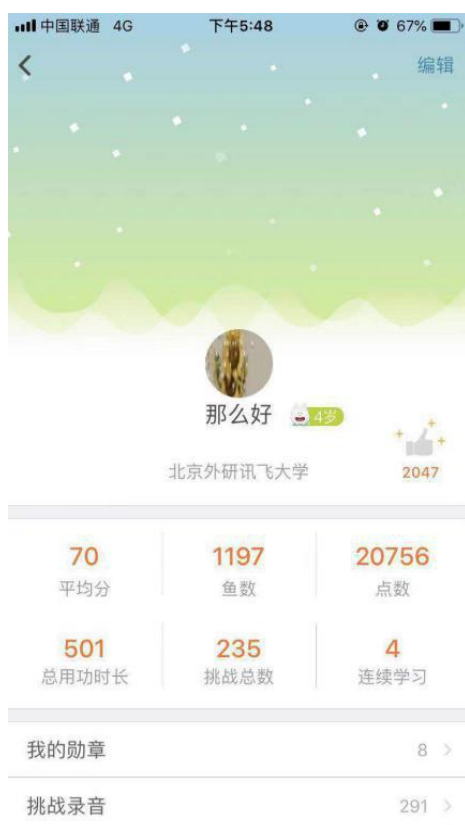 中国联通 4G 下午5:48 67%
编辑
那么好 4岁
北京外研讯飞大学 2047
70 1197 20756
平均分 鱼数 点数
501 235 4
总用功时长 挑战总数 连续学习
我的勋章 8
挑战录音 291